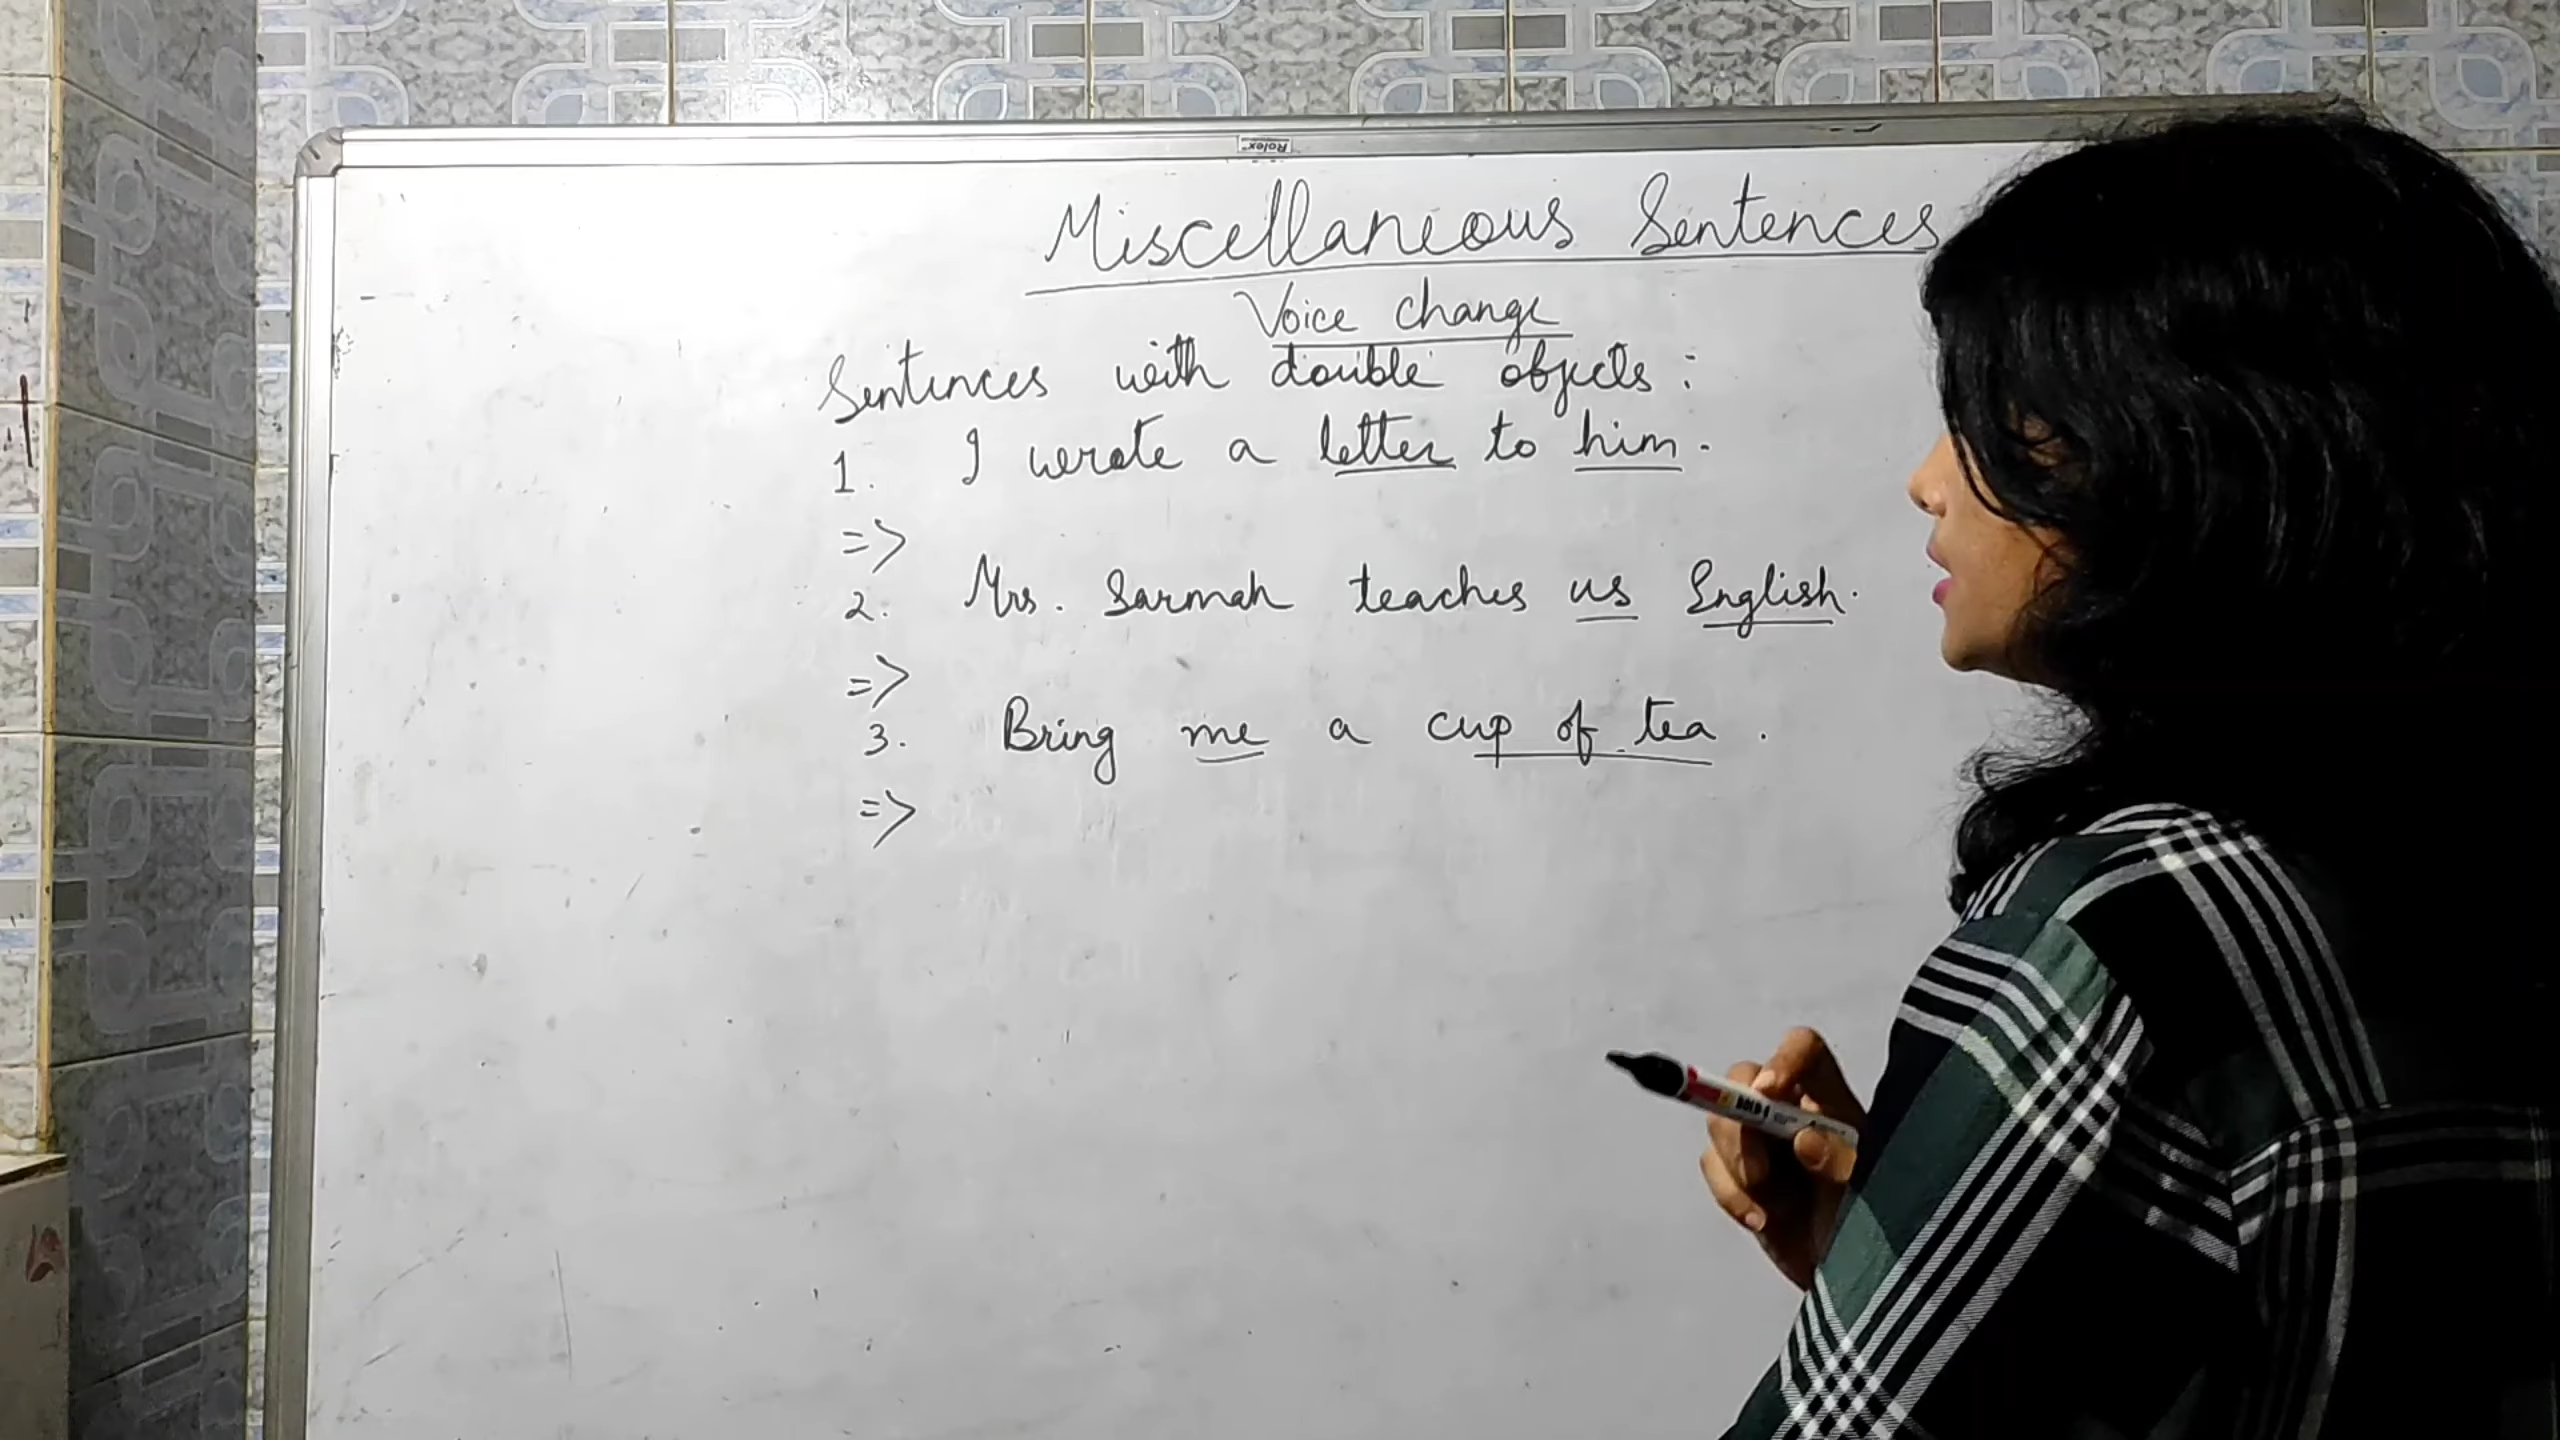 Rolex
Miscellaneous Sentences
Voice change
Sentences with double objects :
1. I wrote a letter to him.
=>
2. Mrs. Sarmah teaches us English.
=>
3. Bring me a cup of tea.
=>